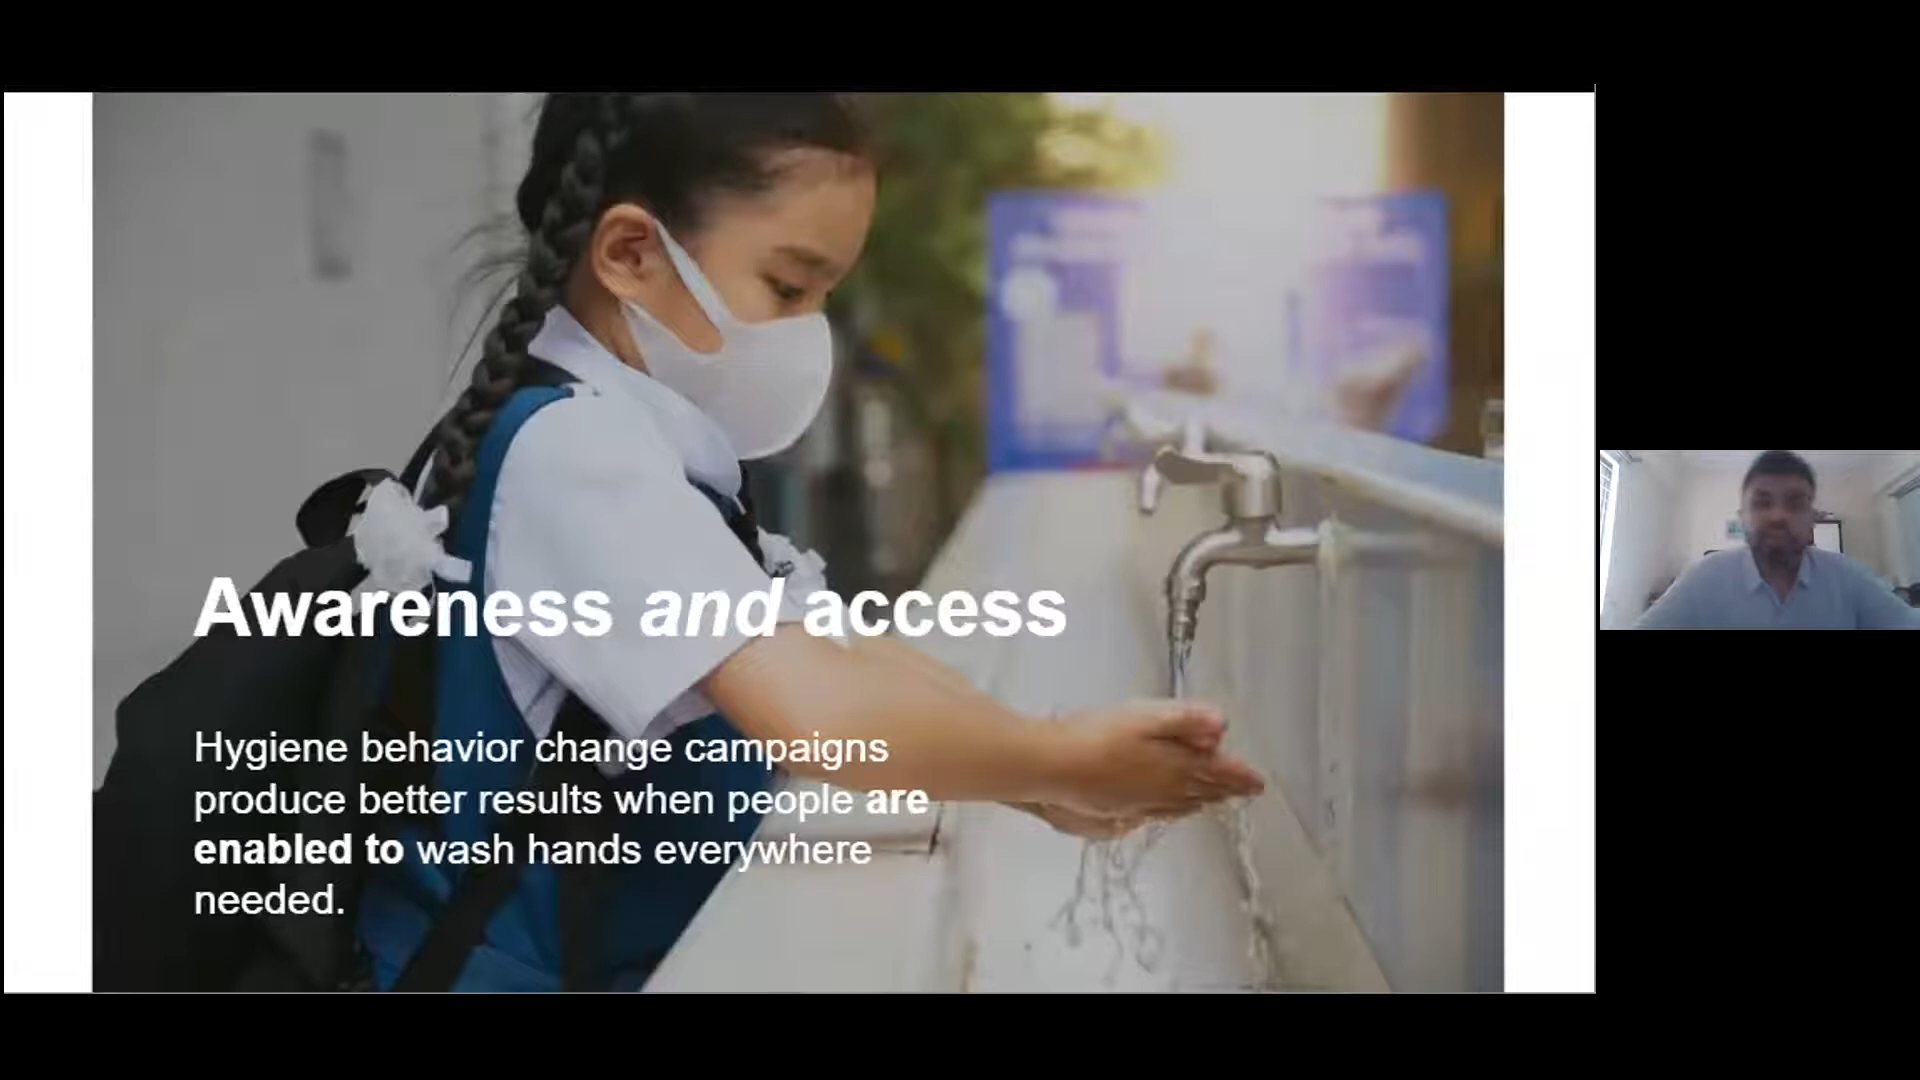 Awareness and access
Hygiene behavior change campaigns
produce better results when people are
enabled to wash hands everywhere
needed.